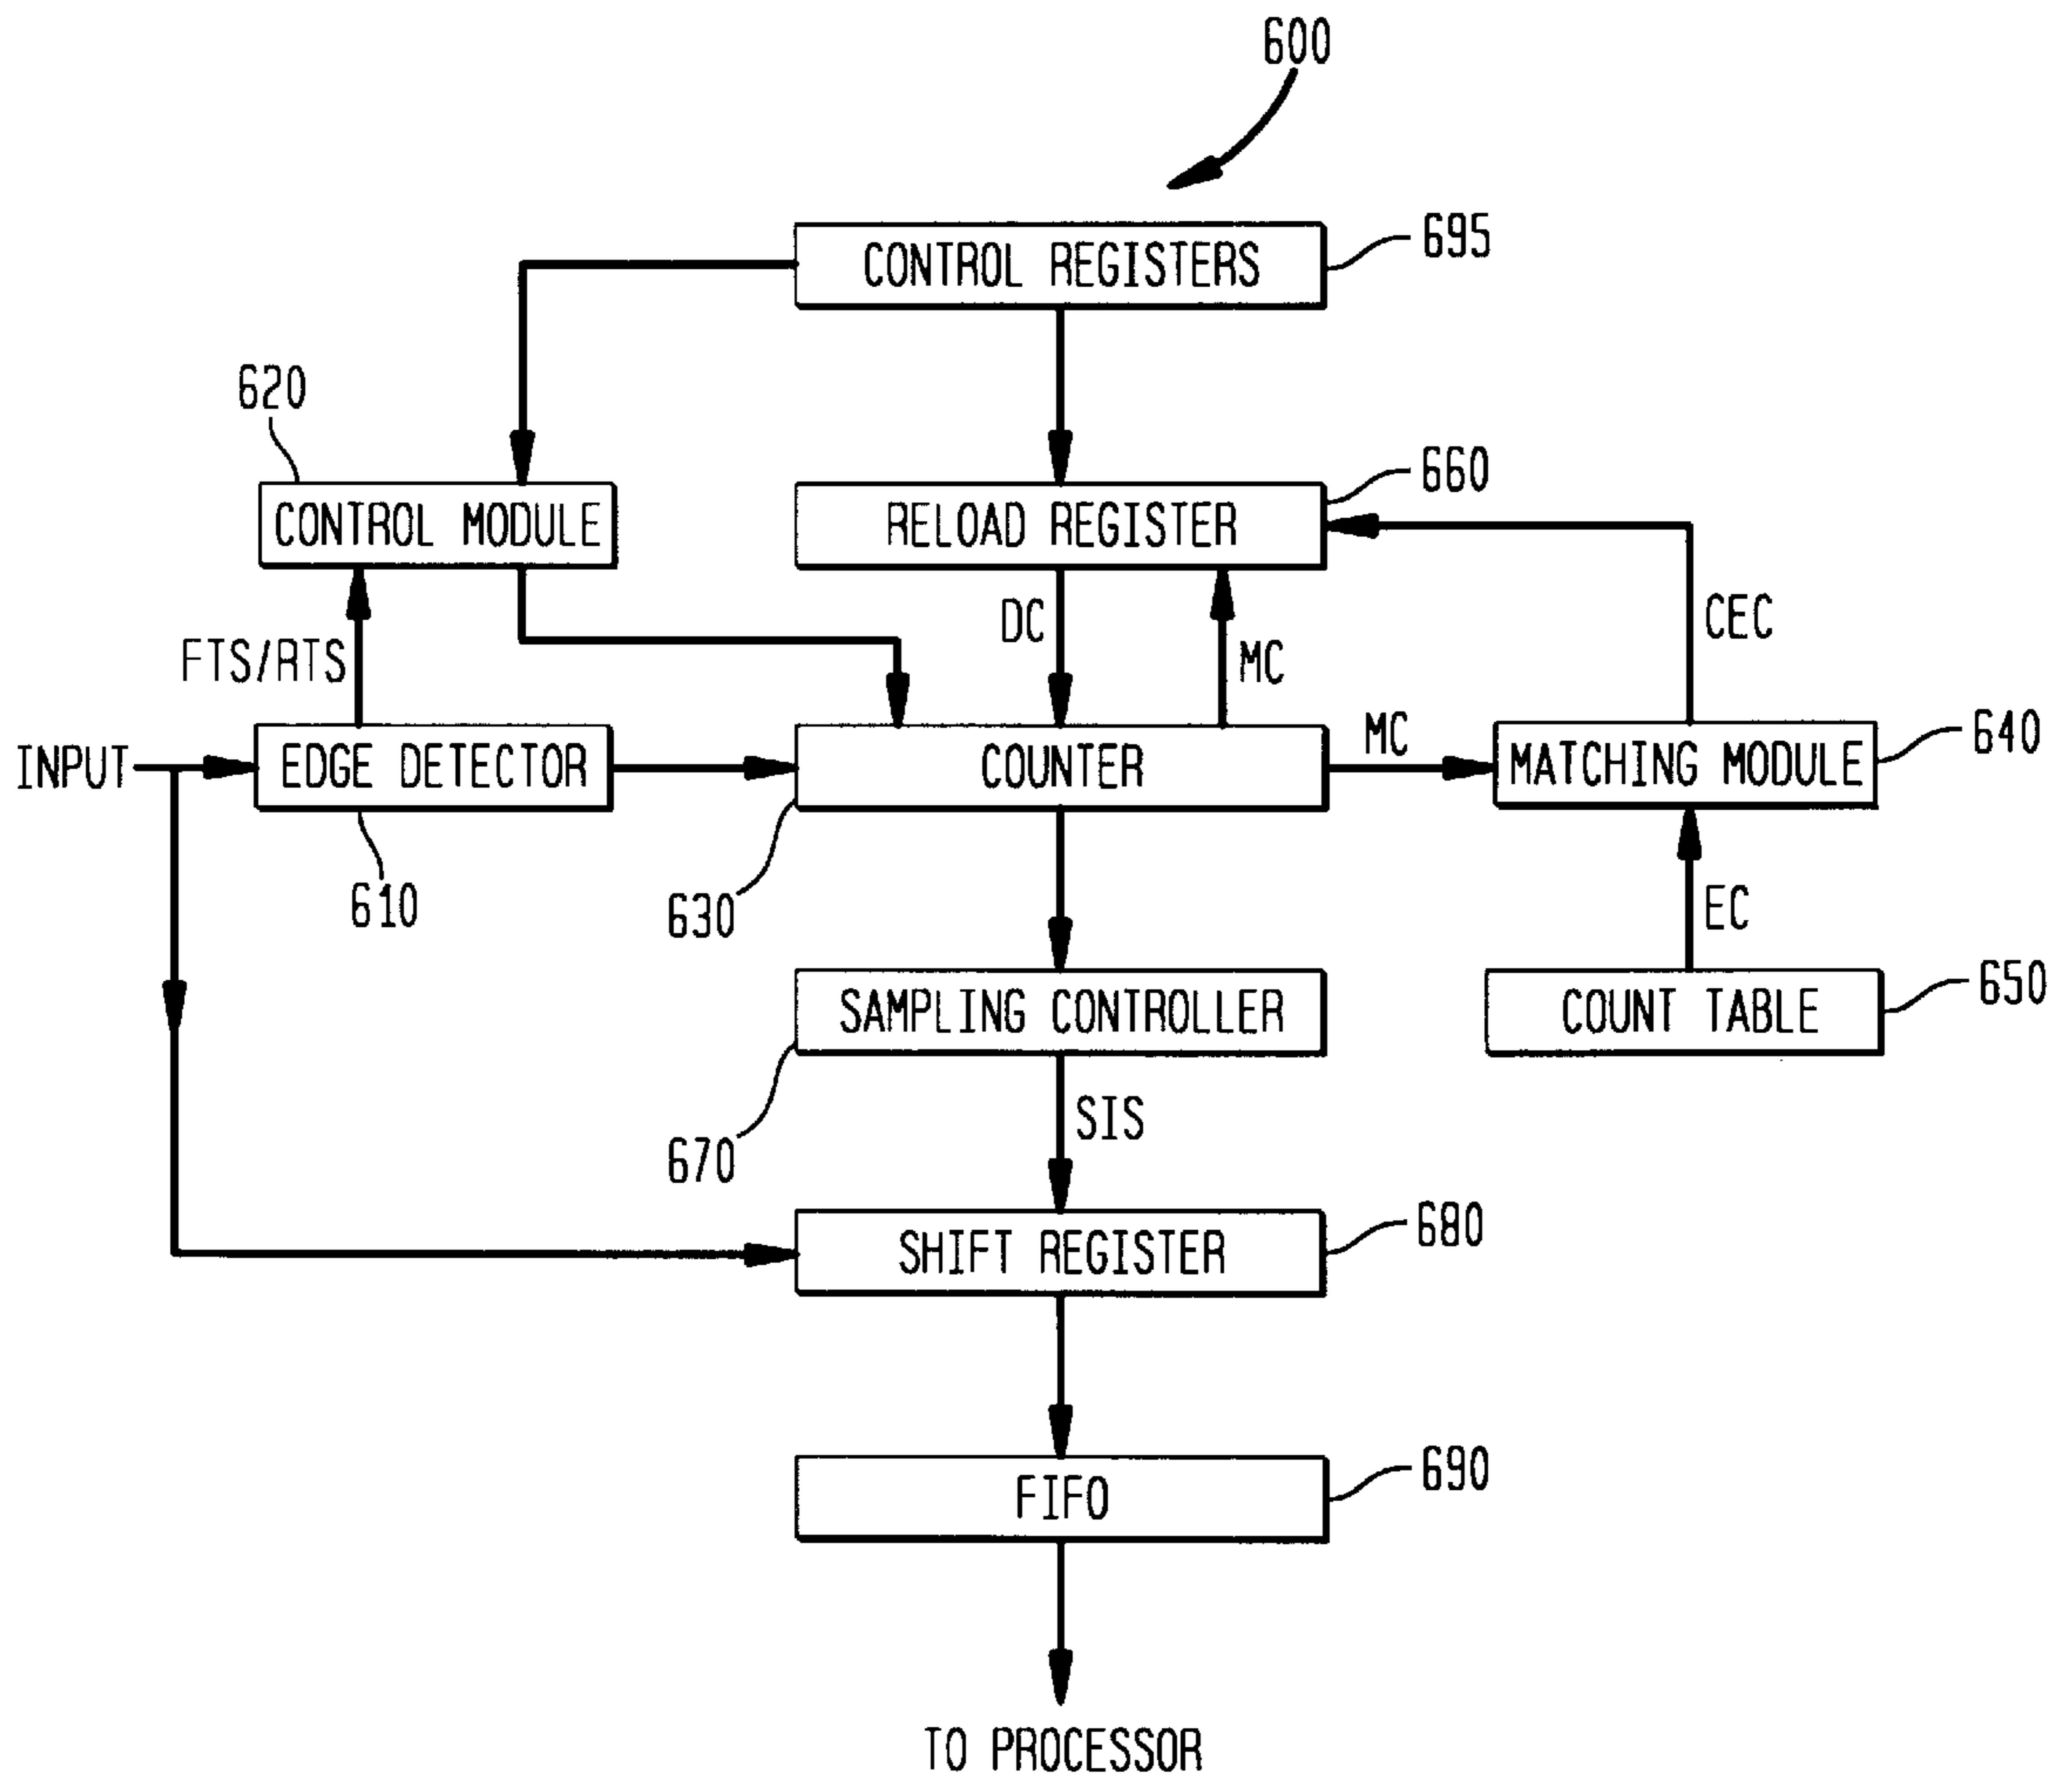 600
CONTROL REGISTERS
695
620
CONTROL MODULE
RELOAD REGISTER
660
FTS/RTS
DC
MC
CEC
INPUT
EDGE DETECTOR
COUNTER
MC
MATCHING MODULE
640
610
630
EC
SAMPLING CONTROLLER
COUNT TABLE
650
670
SIS
SHIFT REGISTER
680
FIFO
690
TO PROCESSOR